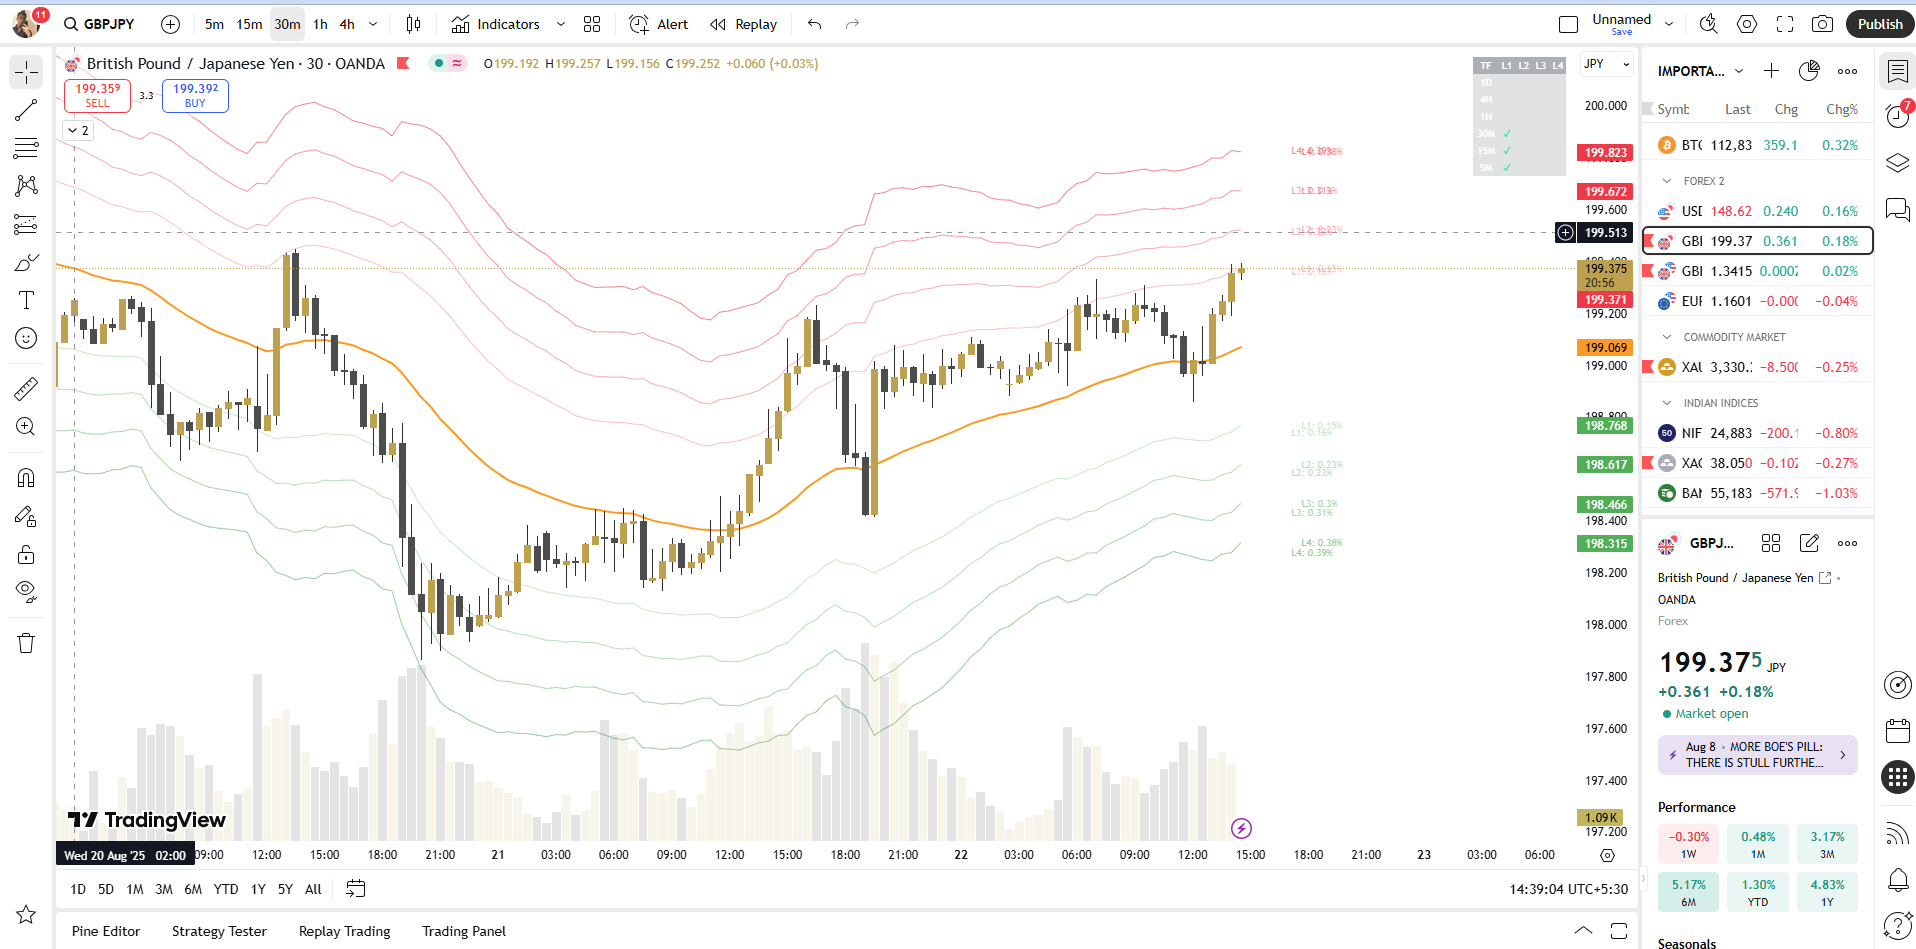 11
GBPJPY
5m 15m 30m 1h 4h
Indicators
Alert
Replay
Unnamed
Save
Publish
British Pound / Japanese Yen · 30 · OANDA
O199.192 H199.257 L199.156 C199.252 +0.060 (+0.03%)
199.359
SELL
3.3
199.392
BUY
2
TF L1 L2 L3 L4
1D
4H
1H
30M ✓
15M ✓
5M ✓
JPY
200.000
199.823
199.672
199.600
199.513
199.375
20:56
199.371
199.200
199.069
199.000
198.768
198.617
198.466
198.400
198.315
198.200
198.000
197.800
197.600
197.400
1.09K
197.200
L1: 0.15%
L1: 0.16%
L2: 0.23%
L2: 0.23%
L3: 0.3%
L3: 0.31%
L4: 0.38%
L4: 0.39%
TradingView
Wed 20 Aug '25 02:00
09:00 12:00 15:00 18:00 21:00 21 03:00 06:00 09:00 12:00 15:00 18:00 21:00 22 03:00 06:00 09:00 12:00 15:00 18:00 21:00 23 03:00 06:00
1D 5D 1M 3M 6M YTD 1Y 5Y All
14:39:04 UTC+5:30
Pine Editor Strategy Tester Replay Trading Trading Panel
IMPORTA...
Symb Last Chg Chg%
BTC 112,83 359.1 0.32%
FOREX 2
USD 148.62 0.240 0.16%
GBI 199.37 0.361 0.18%
GBI 1.3415 0.0002 0.02%
EUF 1.1601 −0.00 −0.04%
COMMODITY MARKET
XAU 3,330. −8.500 −0.25%
INDIAN INDICES
50 NIF 24,883 −200.1 −0.80%
XAG 38.050 −0.102 −0.27%
BAN 55,183 −571.9 −1.03%
GBPJ...
British Pound / Japanese Yen
OANDA
Forex
199.375 JPY
+0.361 +0.18%
Market open
Aug 8 • MORE BOE'S PILL:
THERE IS STULL FURTHE...
Performance
−0.30%
1W
0.48%
1M
3.17%
3M
5.17%
6M
1.30%
YTD
4.83%
1Y
Seasonals
7